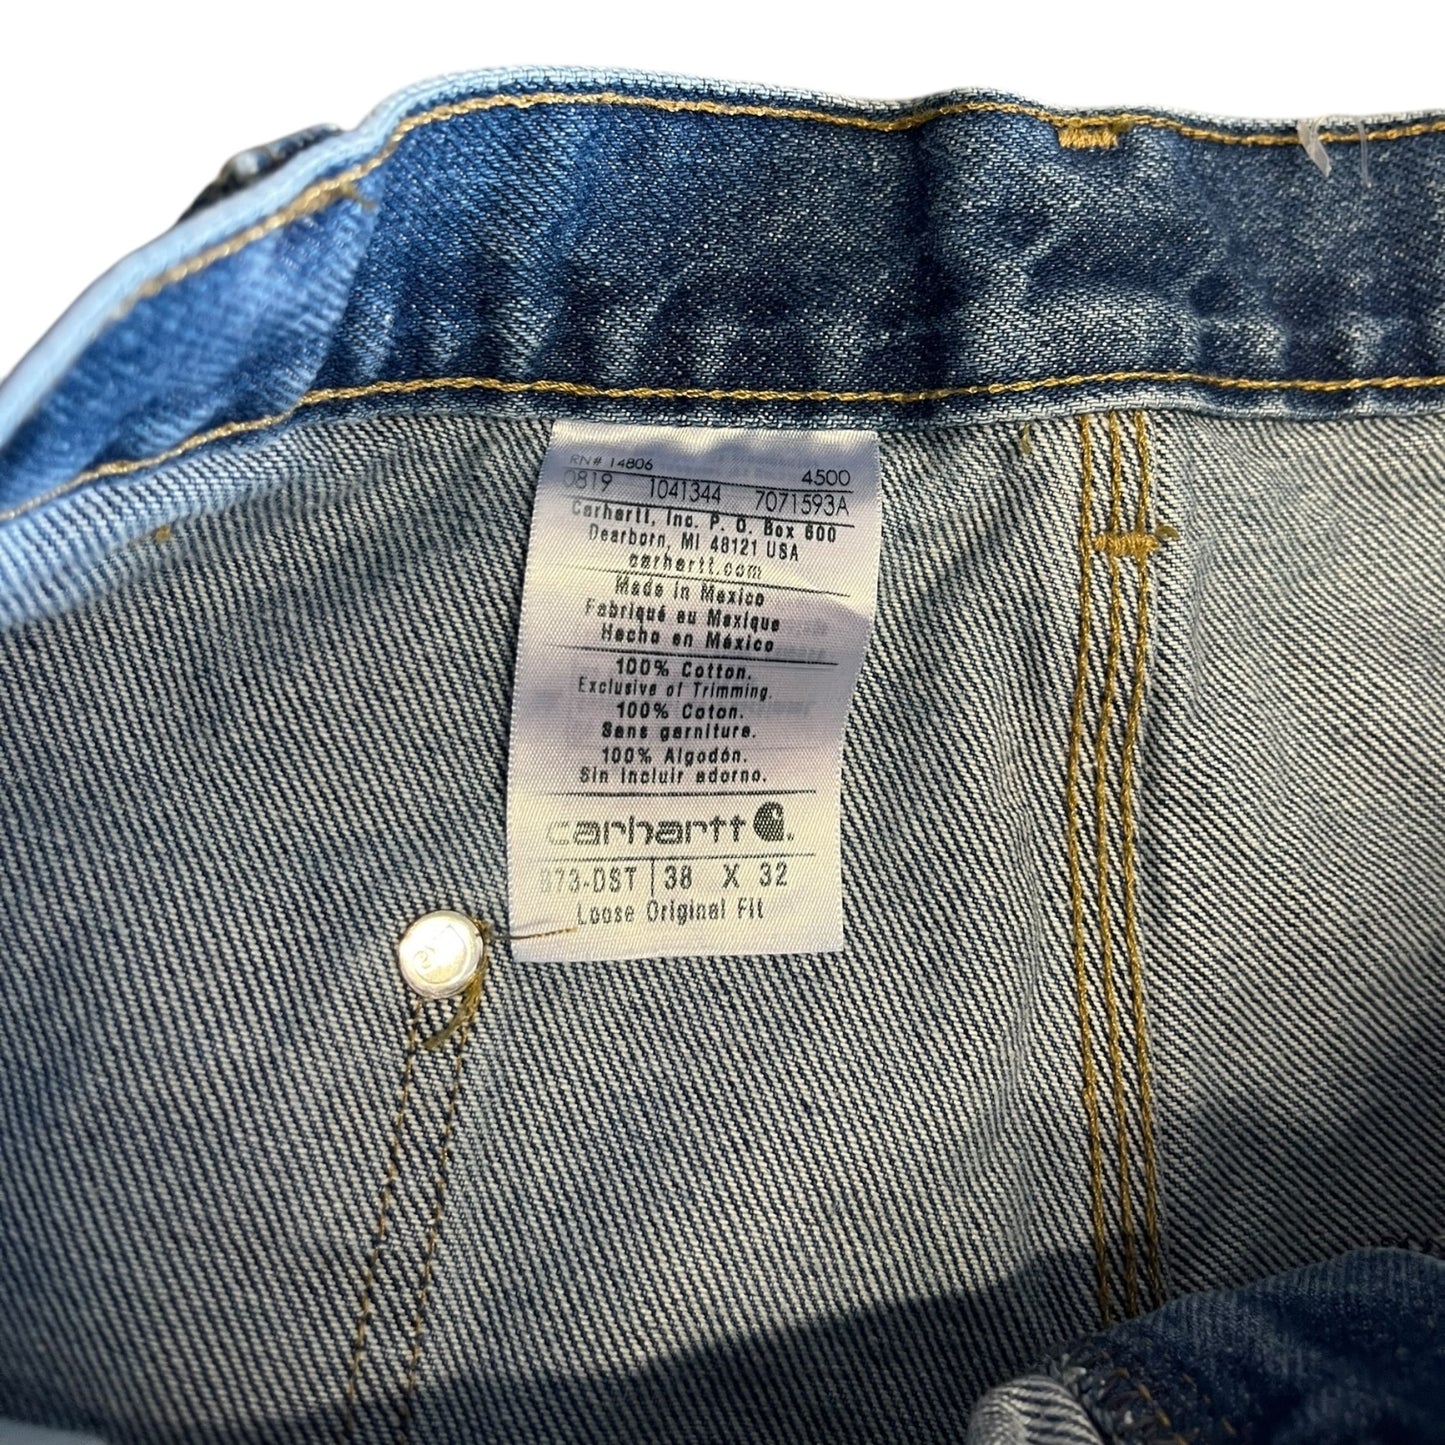 RN# 14806 4500
0819 1041344 7071593A
Carhartt, Inc. P. O. Box 600
Dearborn, MI 48121 USA
carhartt.com
Made in Mexico
Fabriqué au Mexique
Hecho en México
100% Cotton.
Exclusive of Trimming.
100% Coton.
Sans garniture.
100% Algodón.
Sin incluir adorno.
carhartt
B73-DST 38 X 32
Loose Original Fit